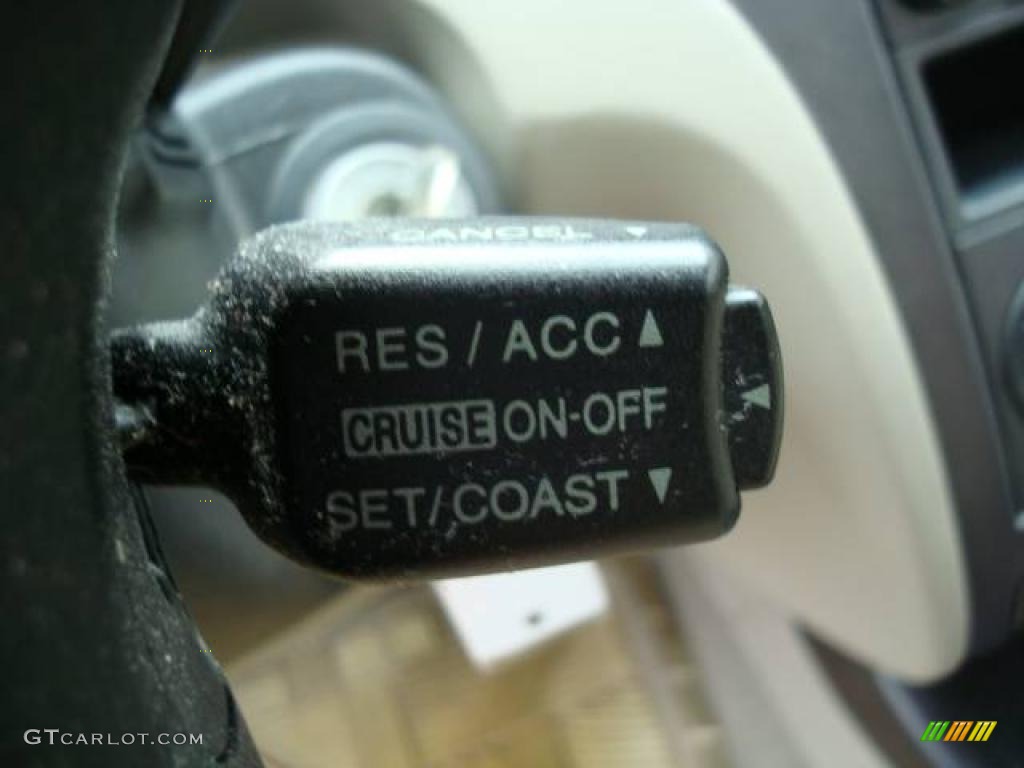 CANCEL
RES / ACC
CRUISE ON-OFF
SET/COAST
GTCARLOT.COM